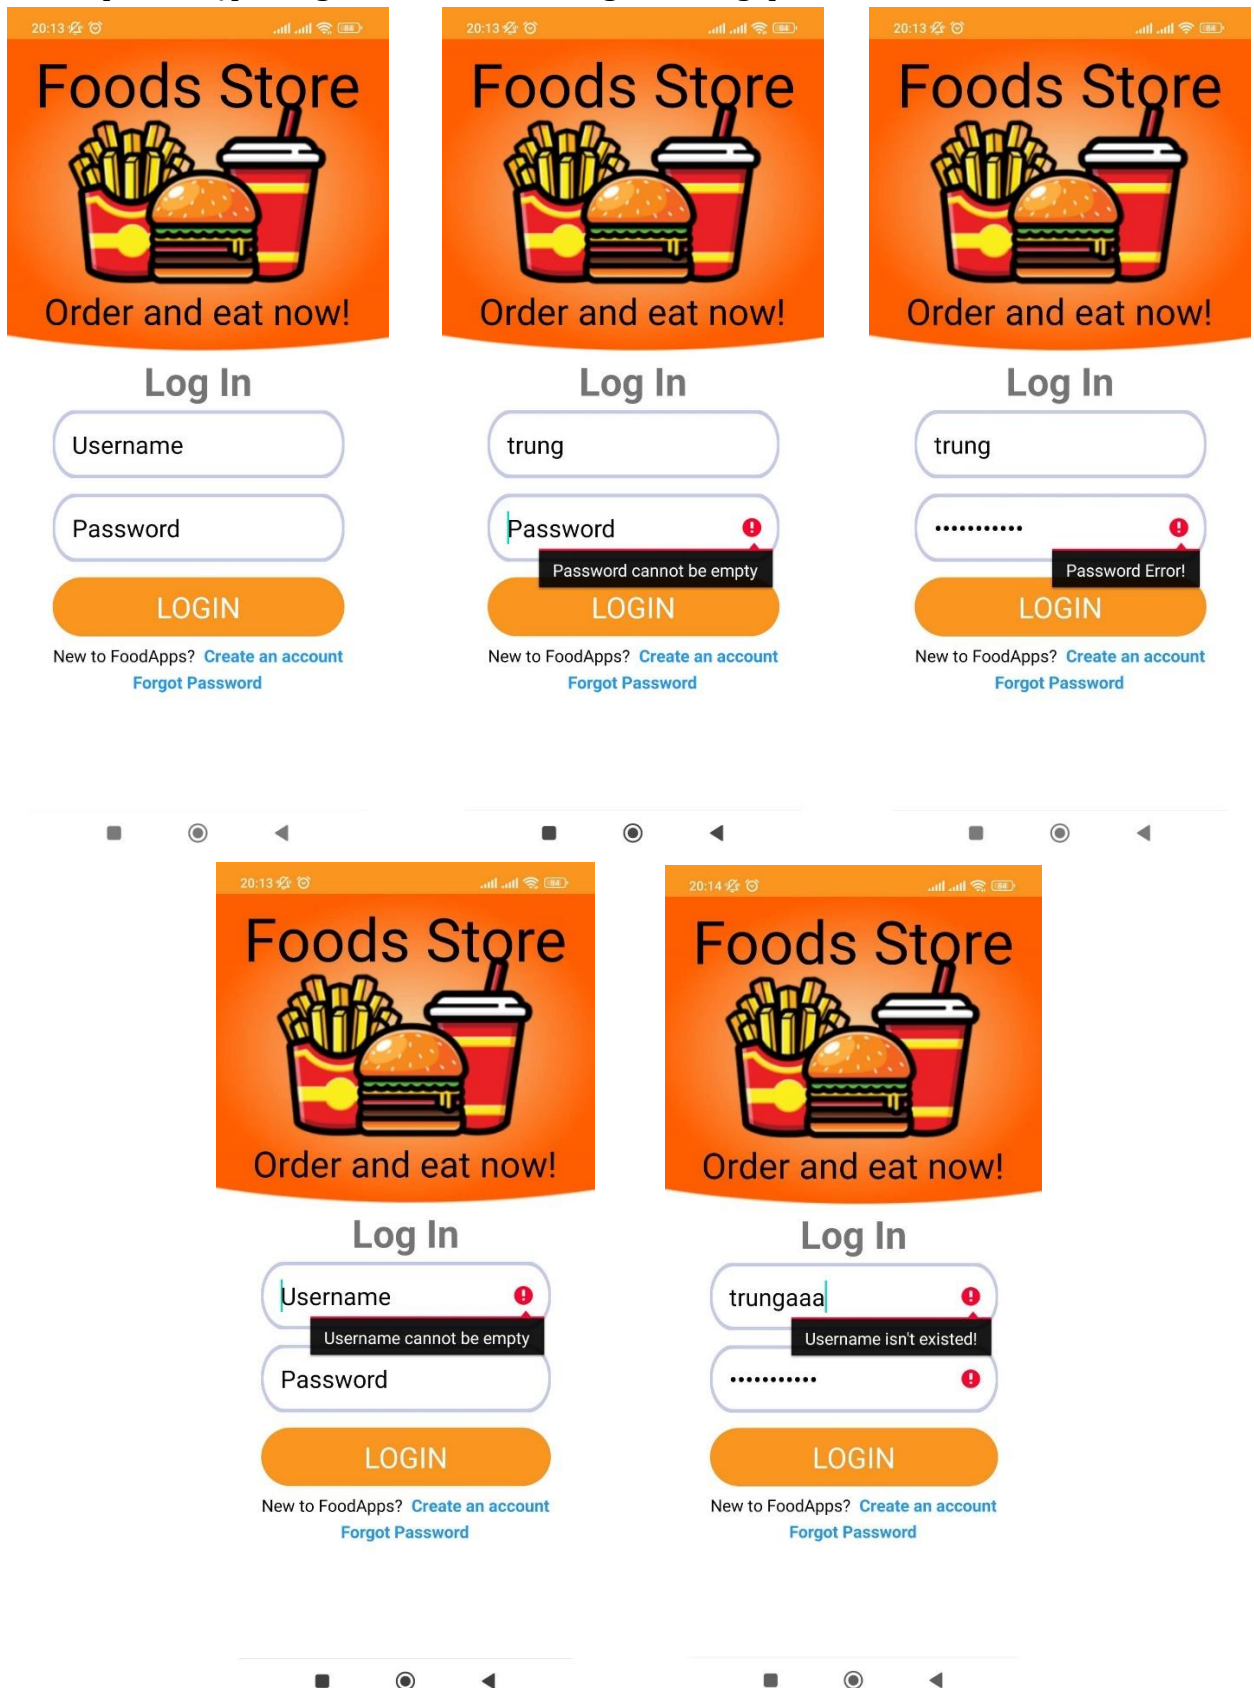 20:13
84
Foods Store
Order and eat now!
Log In
Username
Password
LOGIN
New to FoodApps? Create an account
Forgot Password
20:13
84
Foods Store
Order and eat now!
Log In
trung
Password
Password cannot be empty
LOGIN
New to FoodApps? Create an account
Forgot Password
20:13
84
Foods Store
Order and eat now!
Log In
trung
•••••••••••
Password Error!
LOGIN
New to FoodApps? Create an account
Forgot Password
20:13
84
Foods Store
Order and eat now!
Log In
Username
Username cannot be empty
Password
LOGIN
New to FoodApps? Create an account
Forgot Password
20:14
84
Foods Store
Order and eat now!
Log In
trungaaa
Username isn't existed!
•••••••••••
LOGIN
New to FoodApps? Create an account
Forgot Password